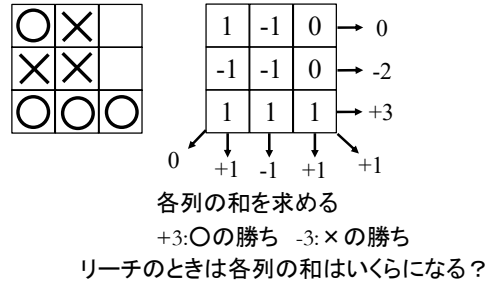 ○ ×
× ×
○ ○ ○
1 -1 0 → 0
-1 -1 0 → -2
1 1 1 → +3
0 +1 -1 +1 +1
各列の和を求める
+3:○の勝ち -3:×の勝ち
リーチのときは各列の和はいくらになる？